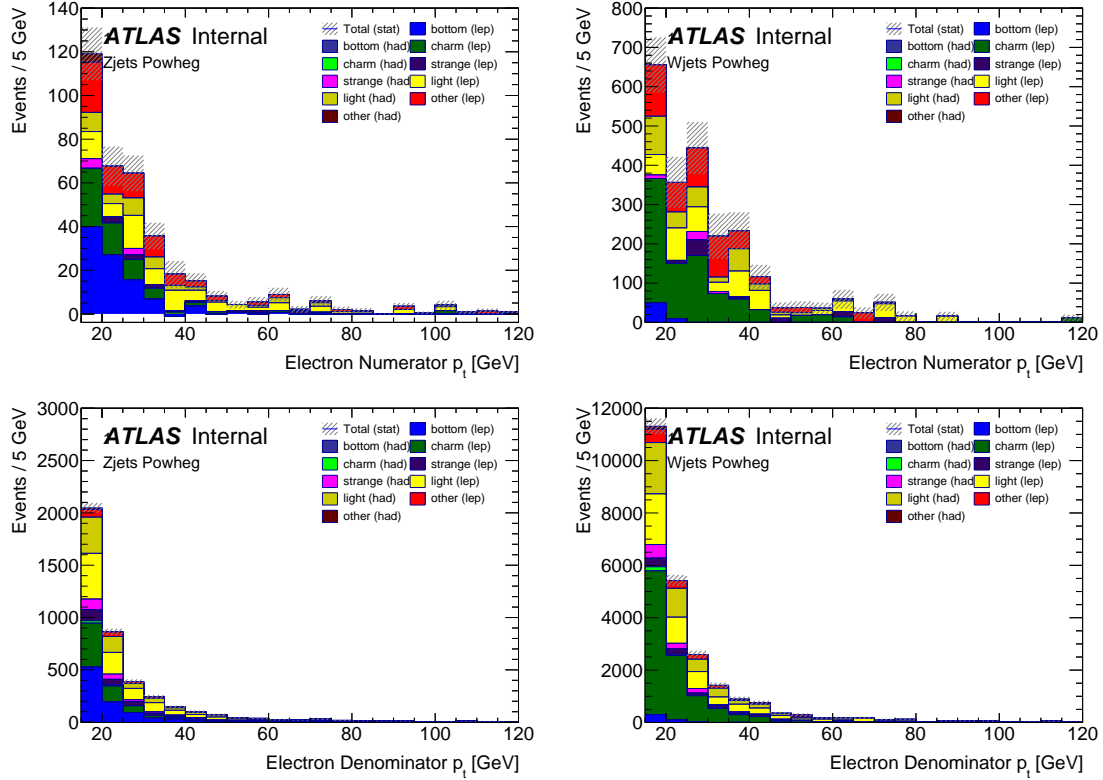 Events / 5 GeV
140
120
100
80
60
40
20
0
ATLAS Internal
Zjets Powheg
Total (stat)
bottom (had)
charm (had)
strange (had)
light (had)
other (had)
bottom (lep)
charm (lep)
strange (lep)
light (lep)
other (lep)
20 40 60 80 100 120
Electron Numerator p_t [GeV]
Events / 5 GeV
800
700
600
500
400
300
200
100
0
ATLAS Internal
Wjets Powheg
Total (stat)
bottom (had)
charm (had)
strange (had)
light (had)
other (had)
bottom (lep)
charm (lep)
strange (lep)
light (lep)
other (lep)
20 40 60 80 100 120
Electron Numerator p_t [GeV]
Events / 5 GeV
3000
2500
2000
1500
1000
500
0
ATLAS Internal
Zjets Powheg
Total (stat)
bottom (had)
charm (had)
strange (had)
light (had)
other (had)
bottom (lep)
charm (lep)
strange (lep)
light (lep)
other (lep)
20 40 60 80 100 120
Electron Denominator p_t [GeV]
Events / 5 GeV
12000
10000
8000
6000
4000
2000
0
ATLAS Internal
Wjets Powheg
Total (stat)
bottom (had)
charm (had)
strange (had)
light (had)
other (had)
bottom (lep)
charm (lep)
strange (lep)
light (lep)
other (lep)
20 40 60 80 100 120
Electron Denominator p_t [GeV]